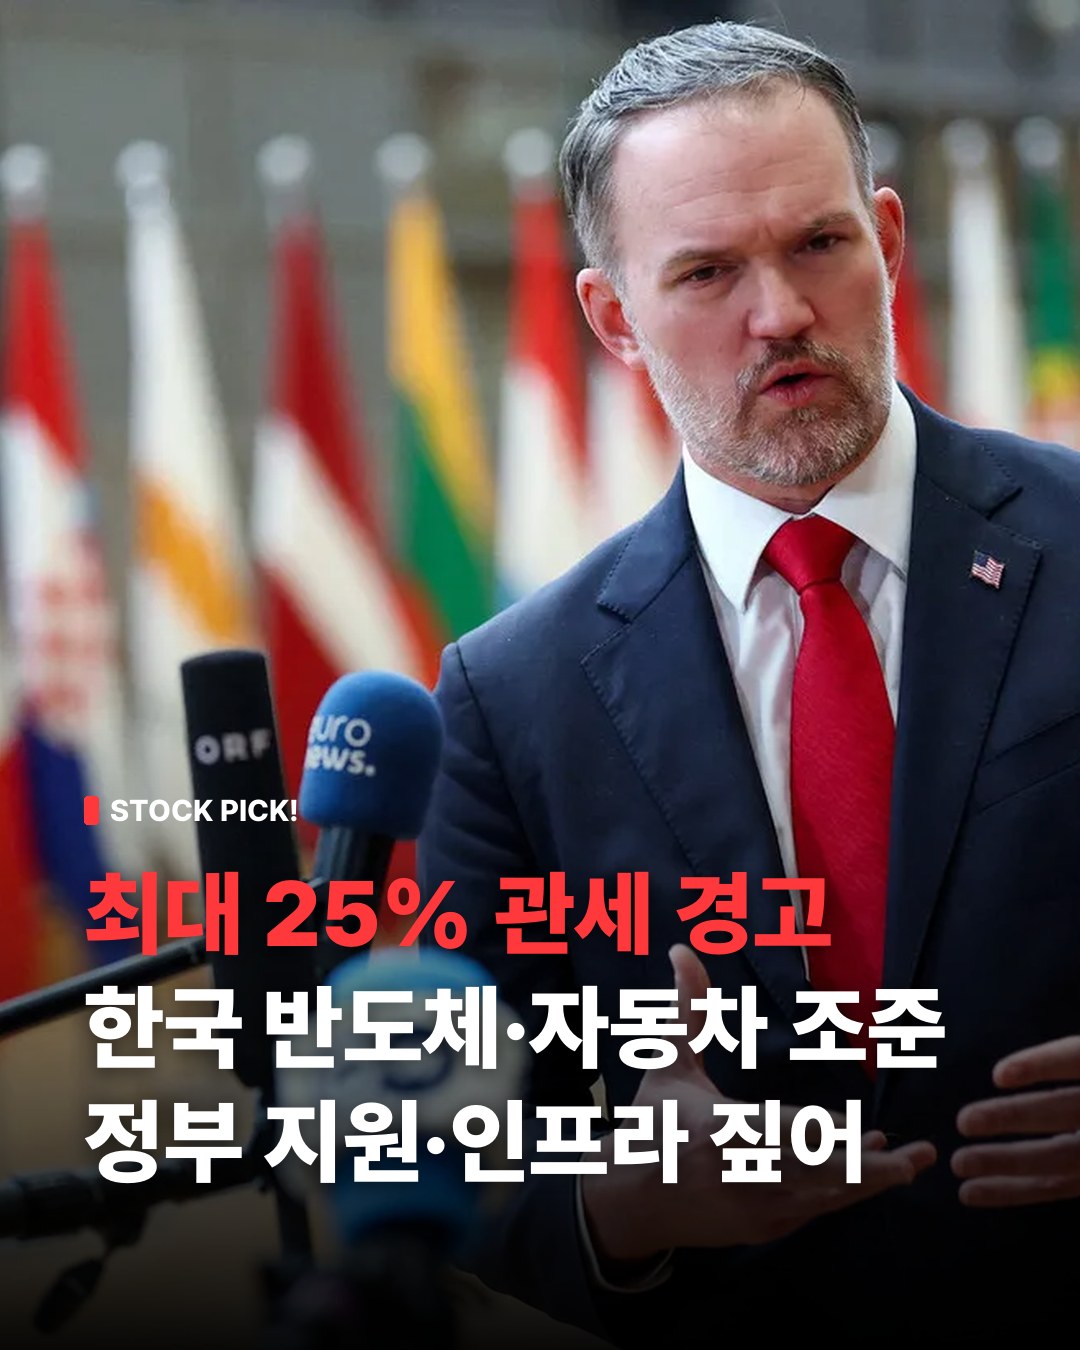 ORF
euro
news.
STOCK PICK!
최대 25% 관세 경고
한국 반도체·자동차 조준
정부 지원·인프라 짚어